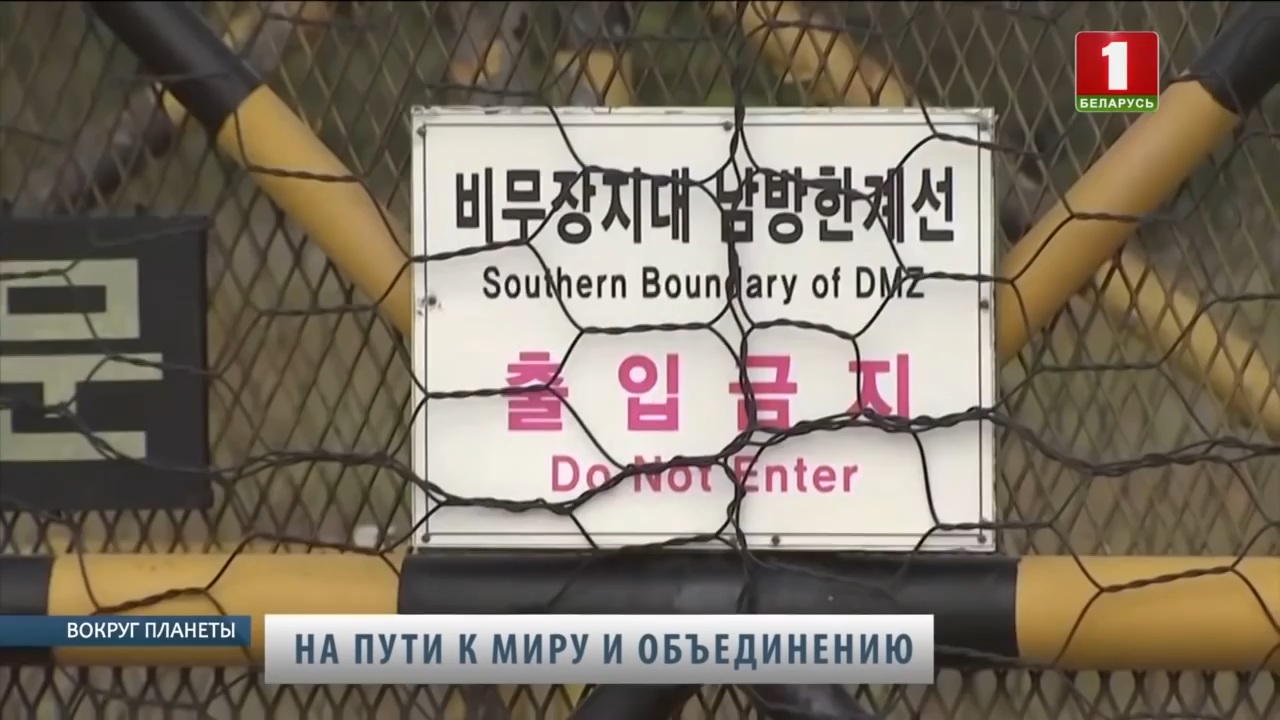 1
БЕЛАРУСЬ
비무장지대 남방한계선
Southern Boundary of DMZ
출입금지
Do Not Enter
문
ВОКРУГ ПЛАНЕТЫ
НА ПУТИ К МИРУ И ОБЪЕДИНЕНИЮ